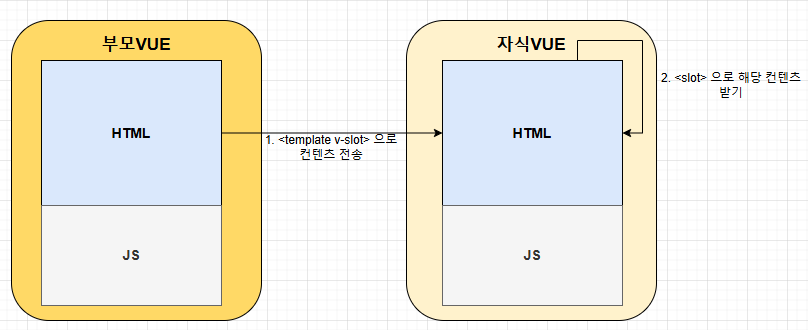 부모VUE
HTML
JS
1. <template v-slot> 으로
컨텐츠 전송
자식VUE
HTML
JS
2. <slot> 으로 해당 컨텐츠
받기